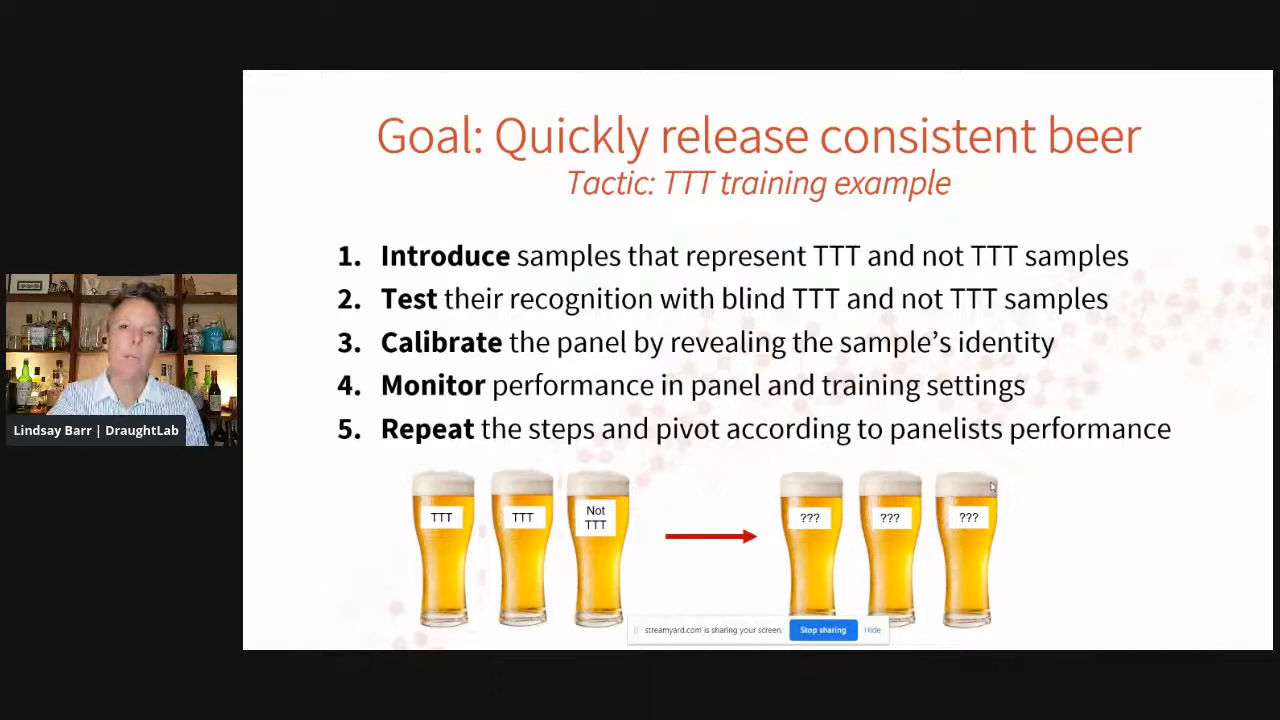 Goal: Quickly release consistent beer
Tactic: TTT training example
1. Introduce samples that represent TTT and not TTT samples
2. Test their recognition with blind TTT and not TTT samples
3. Calibrate the panel by revealing the sample's identity
4. Monitor performance in panel and training settings
5. Repeat the steps and pivot according to panelists performance
Lindsay Barr | DraughtLab
TTT
TTT
Not
TTT
???
???
???
streamyard.com is sharing your screen.
Stop sharing
Hide